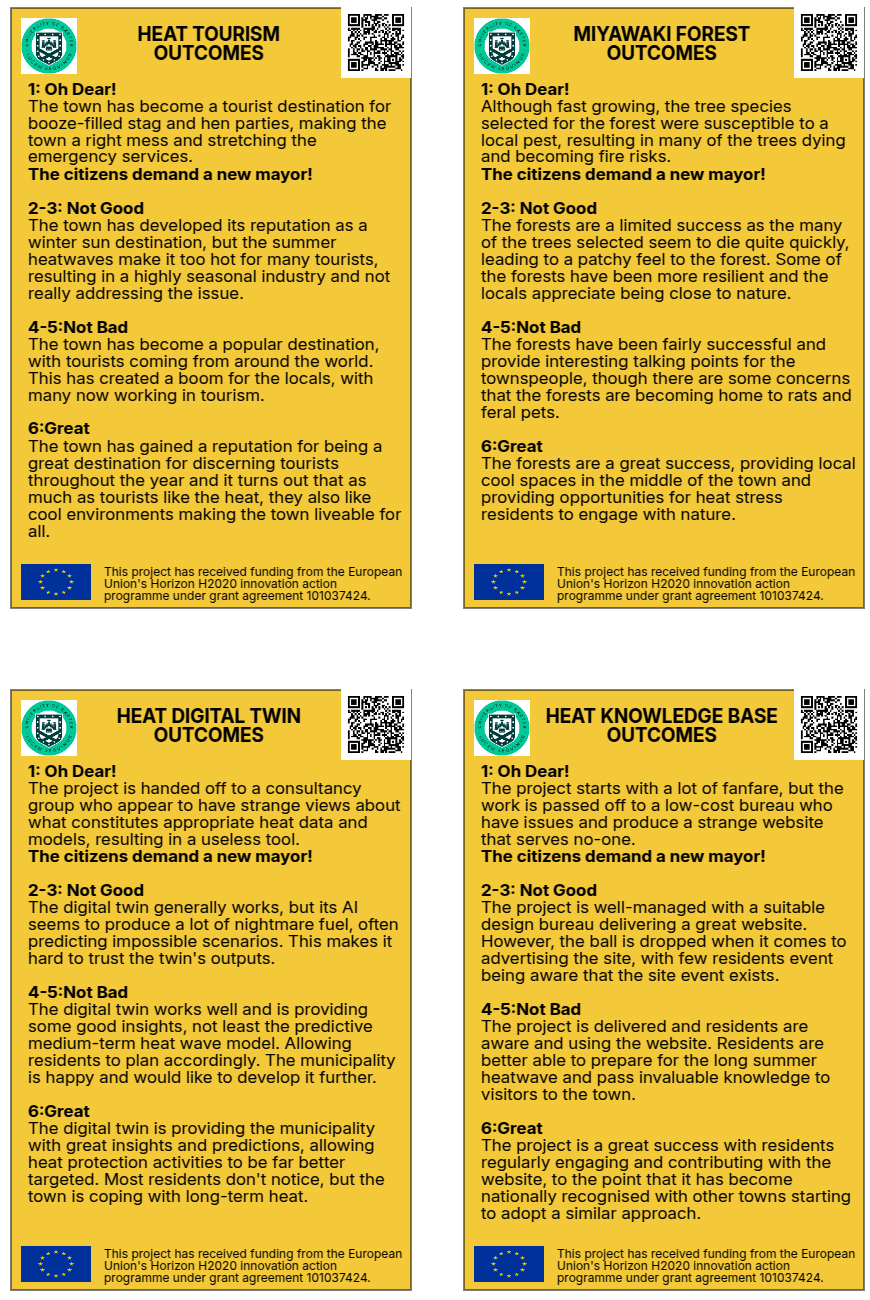 HEAT TOURISM
OUTCOMES
1: Oh Dear!
The town has become a tourist destination for
booze-filled stag and hen parties, making the
town a right mess and stretching the
emergency services.
The citizens demand a new mayor!
2-3: Not Good
The town has developed its reputation as a
winter sun destination, but the summer
heatwaves make it too hot for many tourists,
resulting in a highly seasonal industry and not
really addressing the issue.
4-5:Not Bad
The town has become a popular destination,
with tourists coming from around the world.
This has created a boom for the locals, with
many now working in tourism.
6:Great
The town has gained a reputation for being a
great destination for discerning tourists
throughout the year and it turns out that as
much as tourists like the heat, they also like
cool environments making the town liveable for
all.
This project has received funding from the European
Union's Horizon H2020 innovation action
programme under grant agreement 101037424.
MIYAWAKI FOREST
OUTCOMES
1: Oh Dear!
Although fast growing, the tree species
selected for the forest were susceptible to a
local pest, resulting in many of the trees dying
and becoming fire risks.
The citizens demand a new mayor!
2-3: Not Good
The forests are a limited success as the many
of the trees selected seem to die quite quickly,
leading to a patchy feel to the forest. Some of
the forests have been more resilient and the
locals appreciate being close to nature.
4-5:Not Bad
The forests have been fairly successful and
provide interesting talking points for the
townspeople, though there are some concerns
that the forests are becoming home to rats and
feral pets.
6:Great
The forests are a great success, providing local
cool spaces in the middle of the town and
providing opportunities for heat stress
residents to engage with nature.
This project has received funding from the European
Union's Horizon H2020 innovation action
programme under grant agreement 101037424.
HEAT DIGITAL TWIN
OUTCOMES
1: Oh Dear!
The project is handed off to a consultancy
group who appear to have strange views about
what constitutes appropriate heat data and
models, resulting in a useless tool.
The citizens demand a new mayor!
2-3: Not Good
The digital twin generally works, but its AI
seems to produce a lot of nightmare fuel, often
predicting impossible scenarios. This makes it
hard to trust the twin's outputs.
4-5:Not Bad
The digital twin works well and is providing
some good insights, not least the predictive
medium-term heat wave model. Allowing
residents to plan accordingly. The municipality
is happy and would like to develop it further.
6:Great
The digital twin is providing the municipality
with great insights and predictions, allowing
heat protection activities to be far better
targeted. Most residents don't notice, but the
town is coping with long-term heat.
This project has received funding from the European
Union's Horizon H2020 innovation action
programme under grant agreement 101037424.
HEAT KNOWLEDGE BASE
OUTCOMES
1: Oh Dear!
The project starts with a lot of fanfare, but the
work is passed off to a low-cost bureau who
have issues and produce a strange website
that serves no-one.
The citizens demand a new mayor!
2-3: Not Good
The project is well-managed with a suitable
design bureau delivering a great website.
However, the ball is dropped when it comes to
advertising the site, with few residents event
being aware that the site event exists.
4-5:Not Bad
The project is delivered and residents are
aware and using the website. Residents are
better able to prepare for the long summer
heatwave and pass invaluable knowledge to
visitors to the town.
6:Great
The project is a great success with residents
regularly engaging and contributing with the
website, to the point that it has become
nationally recognised with other towns starting
to adopt a similar approach.
This project has received funding from the European
Union's Horizon H2020 innovation action
programme under grant agreement 101037424.